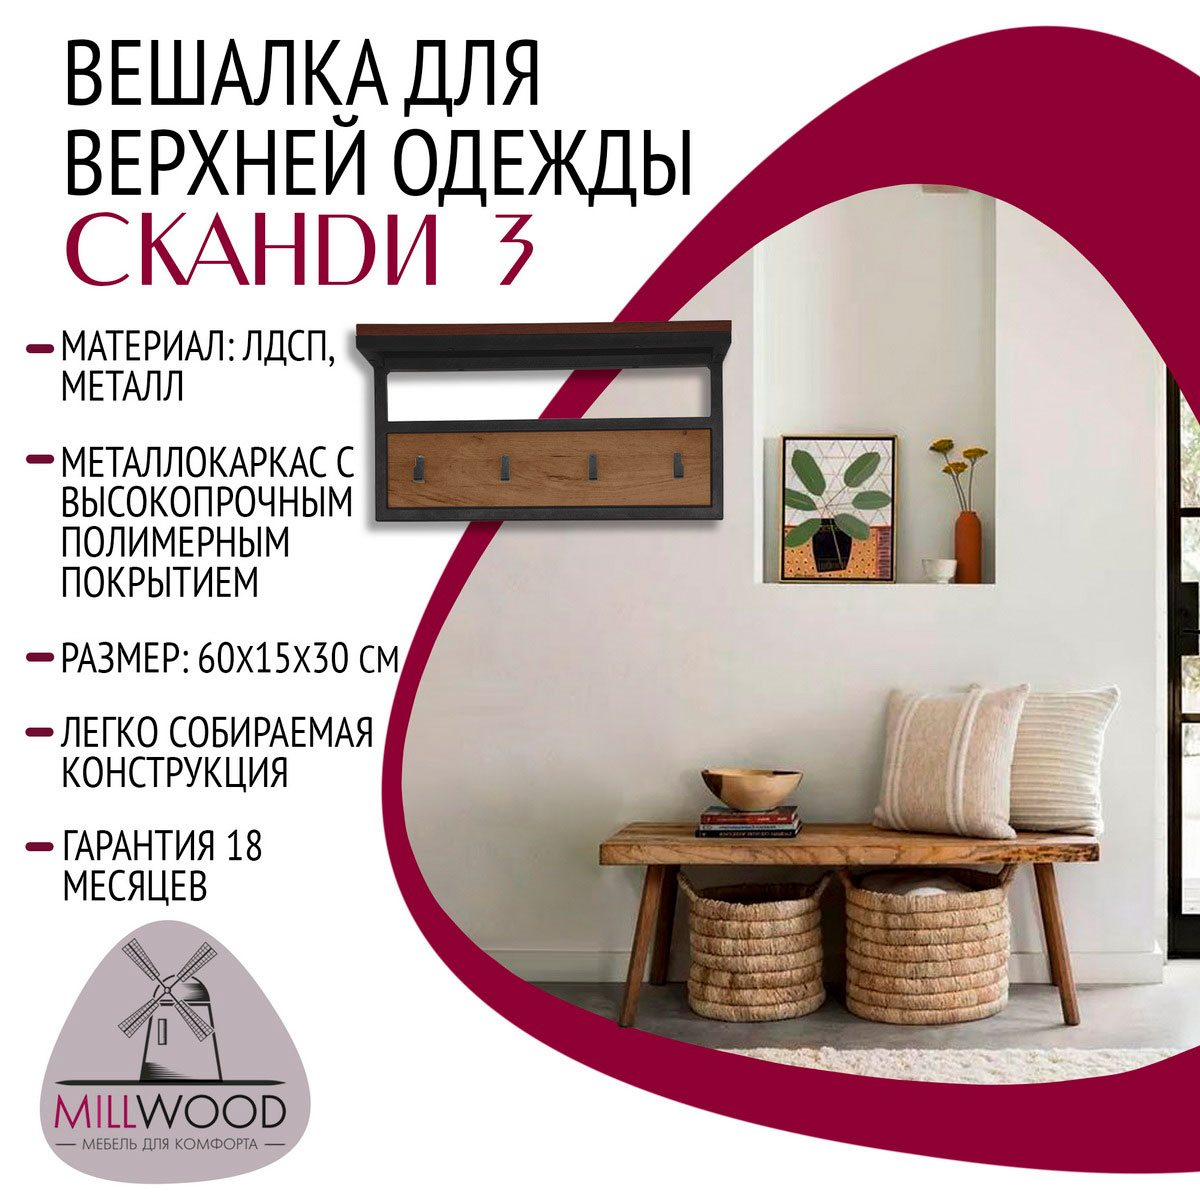 ВЕШАЛКА ДЛЯ
ВЕРХНЕЙ ОДЕЖДЫ
СКАНДИ 3
МАТЕРИАЛ: ЛДСП,
МЕТАЛЛ
МЕТАЛЛОКАРКАС С
ВЫСОКОПРОЧНЫМ
ПОЛИМЕРНЫМ
ПОКРЫТИЕМ
РАЗМЕР: 60Х15Х30 СМ
ЛЕГКО СОБИРАЕМАЯ
КОНСТРУКЦИЯ
ГАРАНТИЯ 18
МЕСЯЦЕВ
MILLWOOD
МЕБЕЛЬ ДЛЯ КОМФОРТА